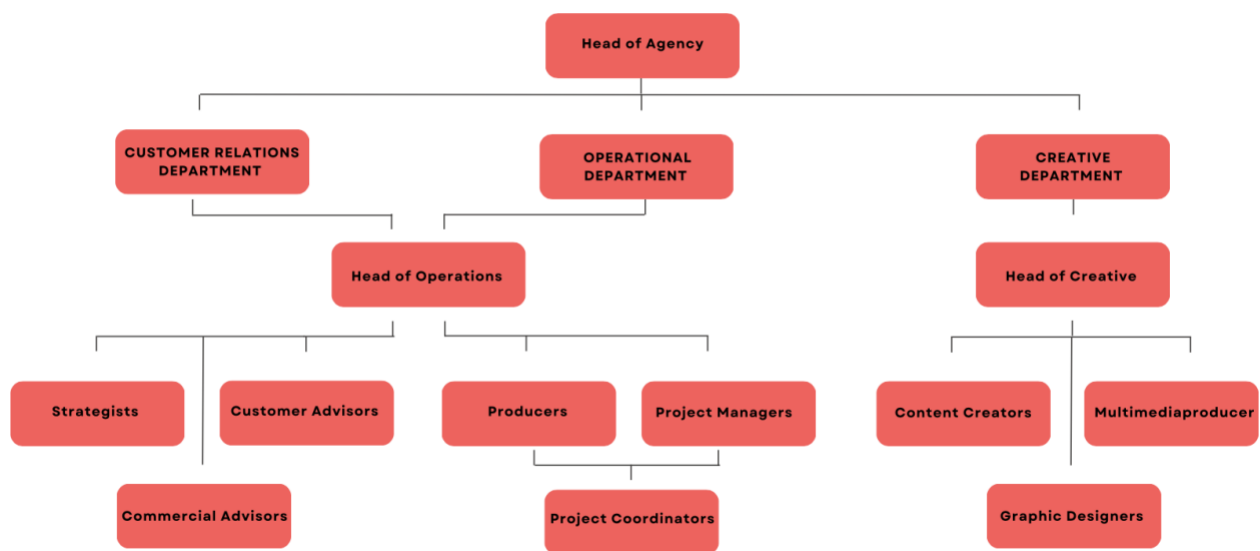 Head of Agency
CUSTOMER RELATIONS
DEPARTMENT
OPERATIONAL
DEPARTMENT
CREATIVE
DEPARTMENT
Head of Operations
Head of Creative
Strategists
Customer Advisors
Producers
Project Managers
Content Creators
Multimediaproducer
Commercial Advisors
Project Coordinators
Graphic Designers